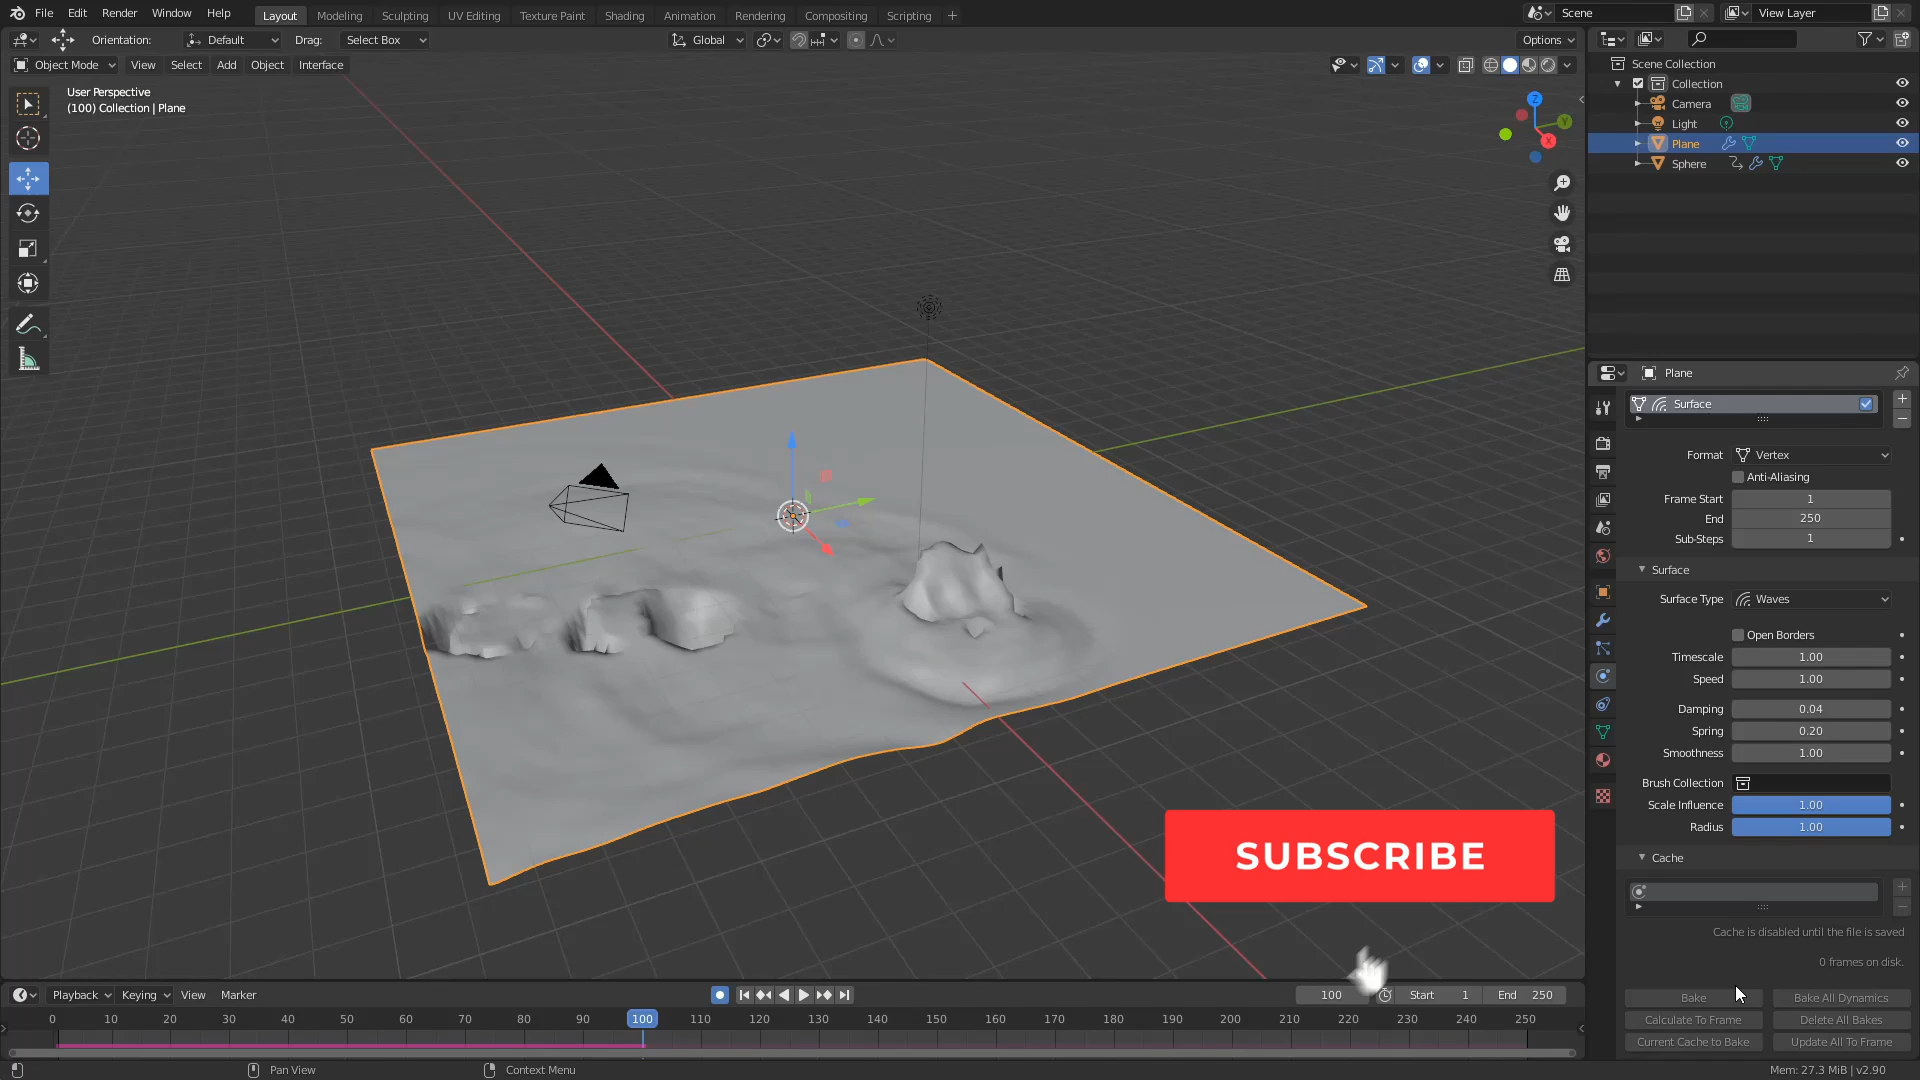 File Edit Render Window Help Layout Modeling Sculpting UV Editing Texture Paint Shading Animation Rendering Compositing Scripting + Scene View Layer
Orientation: Default Drag: Select Box Global Options
Object Mode View Select Add Object Interface
User Perspective
(100) Collection | Plane
Z
Y
X
Scene Collection
Collection
Camera
Light
Plane
Sphere
Plane
Surface
Format Vertex
Anti-Aliasing
Frame Start 1
End 250
Sub-Steps 1
Surface
Surface Type Waves
Open Borders
Timescale 1.00
Speed 1.00
Damping 0.04
Spring 0.20
Smoothness 1.00
Brush Collection
Scale Influence 1.00
Radius 1.00
Cache
Cache is disabled until the file is saved
0 frames on disk.
Bake Bake All Dynamics
Calculate To Frame Delete All Bakes
Current Cache to Bake Update All To Frame
SUBSCRIBE
Playback Keying View Marker 100 Start 1 End 250
0 10 20 30 40 50 60 70 80 90 100 110 120 130 140 150 160 170 180 190 200 210 220 230 240 250
Pan View Context Menu Mem: 27.3 MiB | v2.90